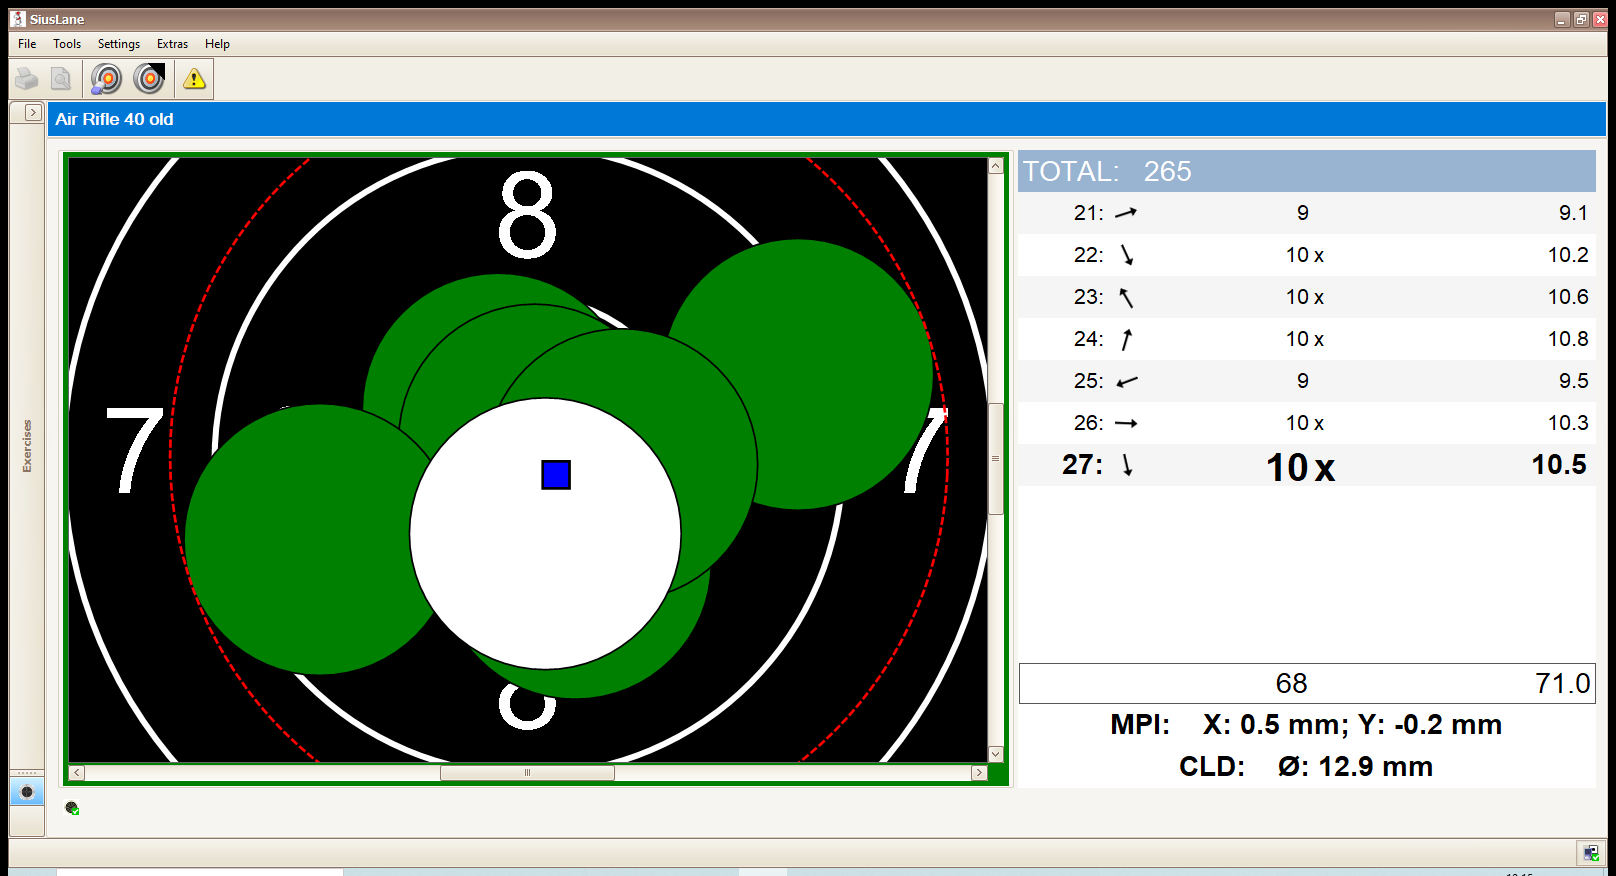 SiusLane
File Tools Settings Extras Help
Air Rifle 40 old
Exercises
8
7 7
TOTAL: 265
21: 9 9.1
22: 10 x 10.2
23: 10 x 10.6
24: 10 x 10.8
25: 9 9.5
26: 10 x 10.3
27: 10 x 10.5
68 71.0
MPI: X: 0.5 mm; Y: -0.2 mm
CLD: Ø: 12.9 mm